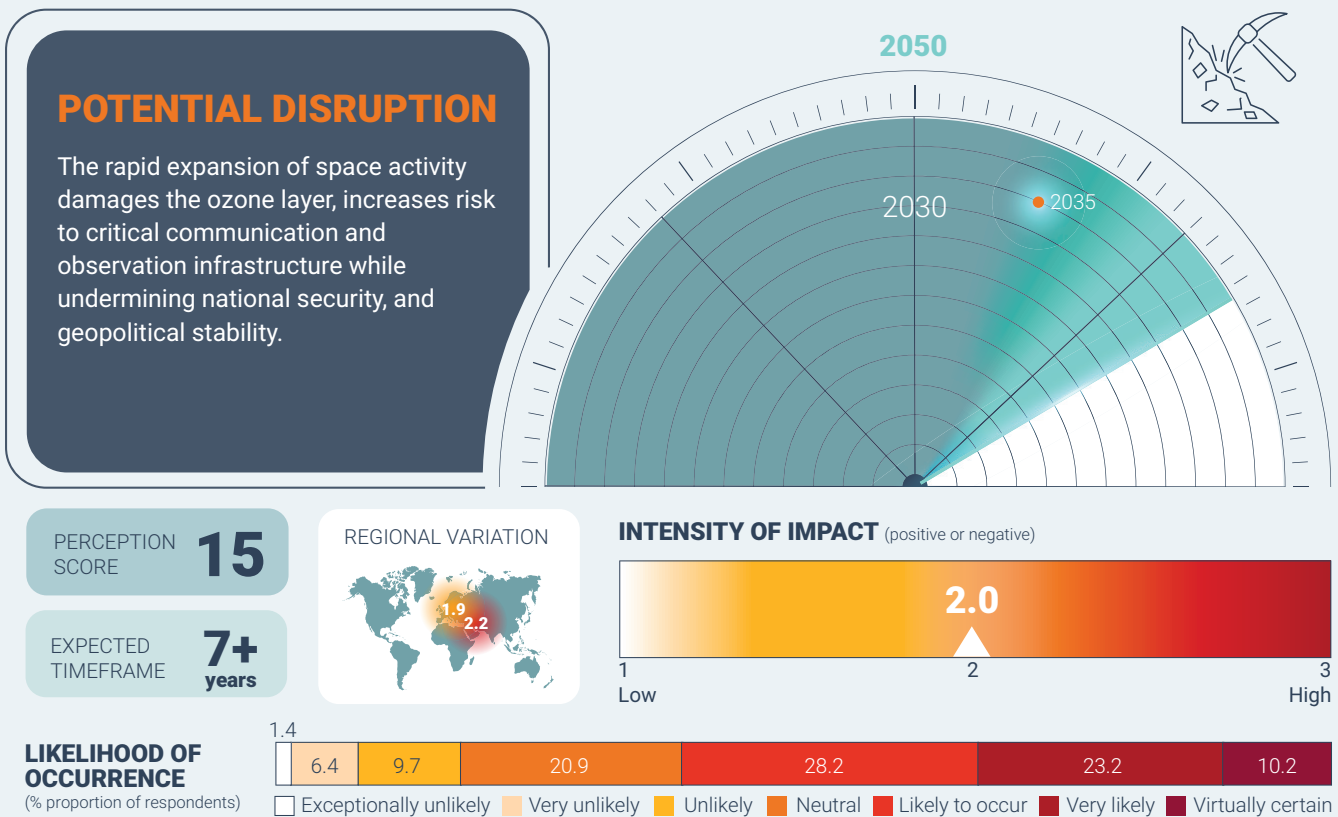 POTENTIAL DISRUPTION
The rapid expansion of space activity
damages the ozone layer, increases risk
to critical communication and
observation infrastructure while
undermining national security, and
geopolitical stability.
2050
2030
2035
PERCEPTION
SCORE
15
EXPECTED
TIMEFRAME
7+
years
REGIONAL VARIATION
1.9
2.2
INTENSITY OF IMPACT (positive or negative)
2.0
1 2 3
Low High
LIKELIHOOD OF
OCCURRENCE
(% proportion of respondents)
1.4
6.4 9.7 20.9 28.2 23.2 10.2
Exceptionally unlikely Very unlikely Unlikely Neutral Likely to occur Very likely Virtually certain